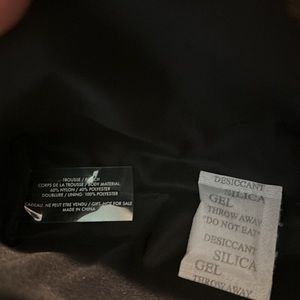 TROUSSE / POUCH
CORPS DE LA TROUSSE / BODY MATERIAL:
60% NYLON / 40% POLYESTER
DOUBLURE / LINING: 100% POLYESTER
CADEAU. NE PEUT ETRE VENDU / GIFT. NOT FOR SALE
MADE IN CHINA
DESICCANT
SILICA
GEL
"THROW AWAY"
"DO NOT EAT"
DESICCANT
SILICA
GEL
"THROW AWAY